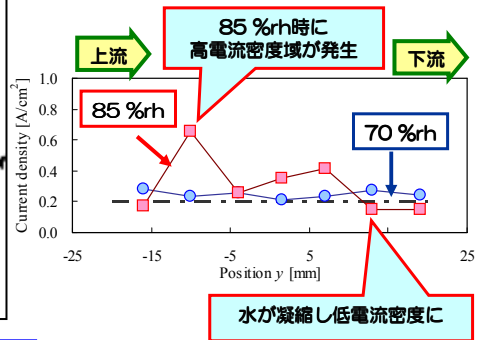 85 %rh時に
高電流密度域が発生
上流
下流
85 %rh
70 %rh
Current density [A/cm²]
1.0
0.8
0.6
0.4
0.2
0.0
-25
-15
-5
5
15
25
Position y [mm]
水が凝縮し低電流密度に